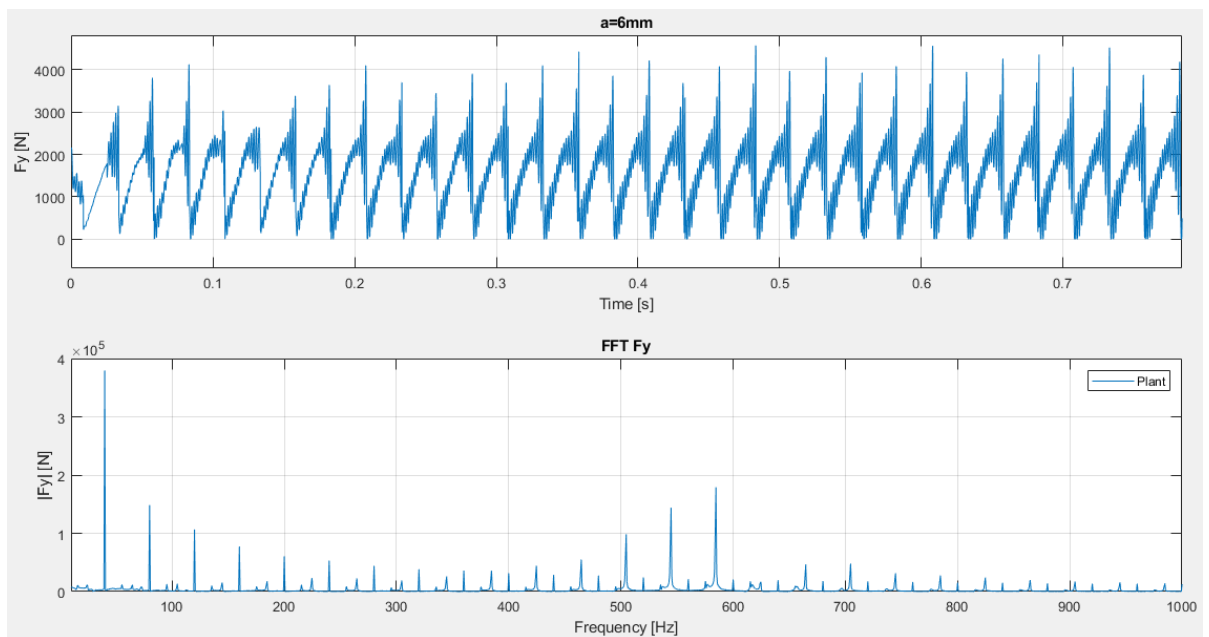 a=6mm
4000
3000
2000
1000
0
Fy [N]
0 0.1 0.2 0.3 0.4 0.5 0.6 0.7
Time [s]
FFT Fy
× 10⁵
4
3
2
1
0
|Fy| [N]
Plant
100 200 300 400 500 600 700 800 900 1000
Frequency [Hz]